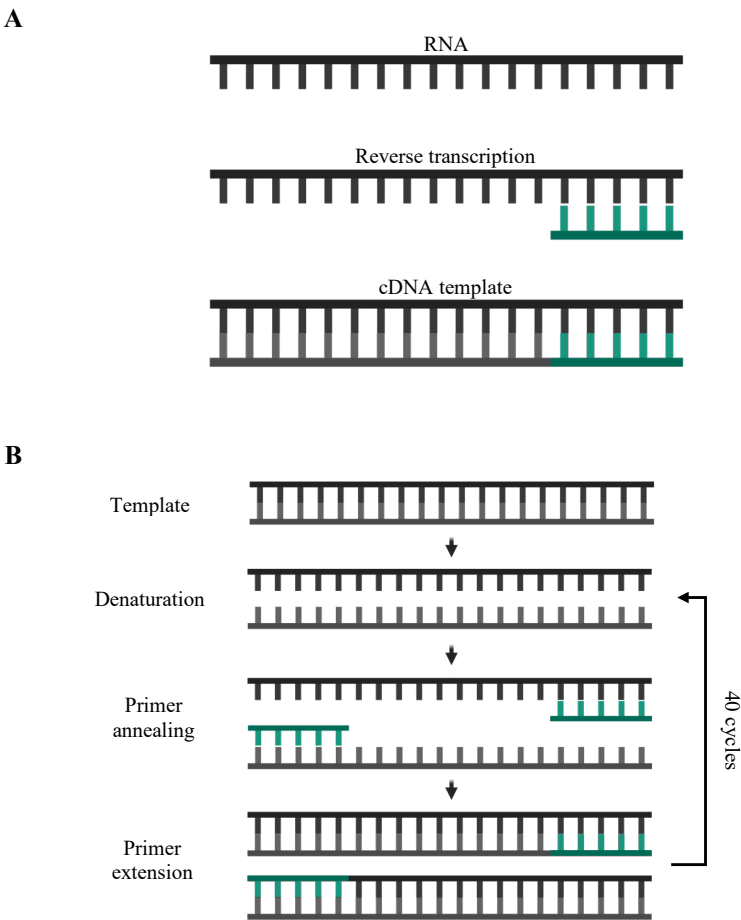 A
RNA
Reverse transcription
cDNA template
B
Template
Denaturation
Primer
annealing
40 cycles
Primer
extension